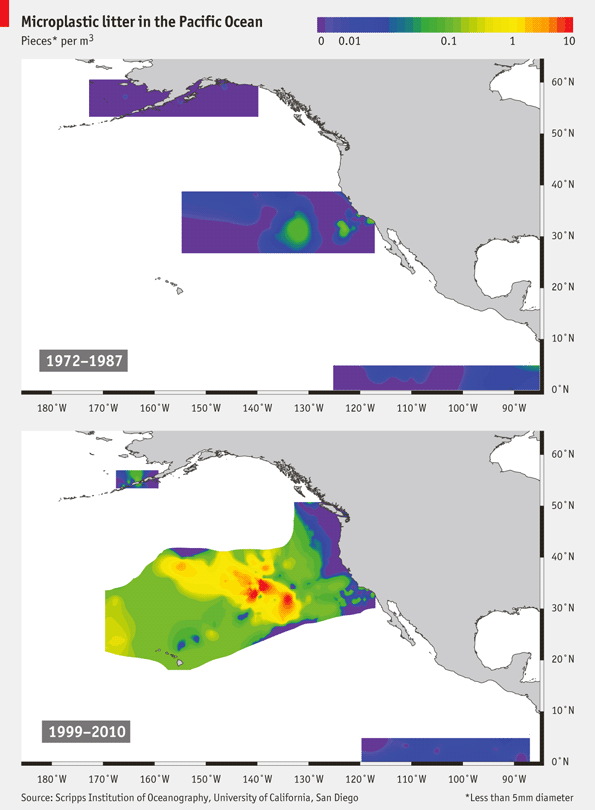 Microplastic litter in the Pacific Ocean
Pieces* per m3
0 0.01 0.1 1 10
60˚N
50˚N
40˚N
30˚N
20˚N
10˚N
0˚N
1972–1987
180˚W 170˚W 160˚W 150˚W 140˚W 130˚W 120˚W 110˚W 100˚W 90˚W
60˚N
50˚N
40˚N
30˚N
20˚N
10˚N
0˚N
1999–2010
180˚W 170˚W 160˚W 150˚W 140˚W 130˚W 120˚W 110˚W 100˚W 90˚W
Source: Scripps Institution of Oceanography, University of California, San Diego *Less than 5mm diameter